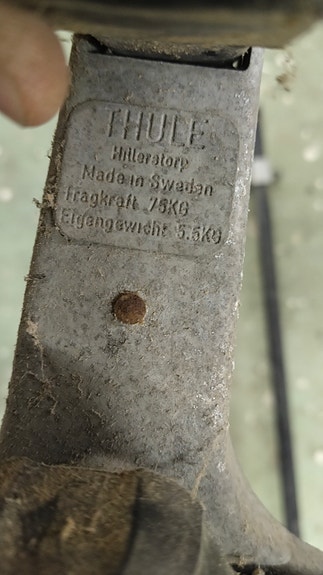 THULE
Hillerstorp
Made in Sweden
Tragkraft 75KG
Eigengewicht 5.5KG